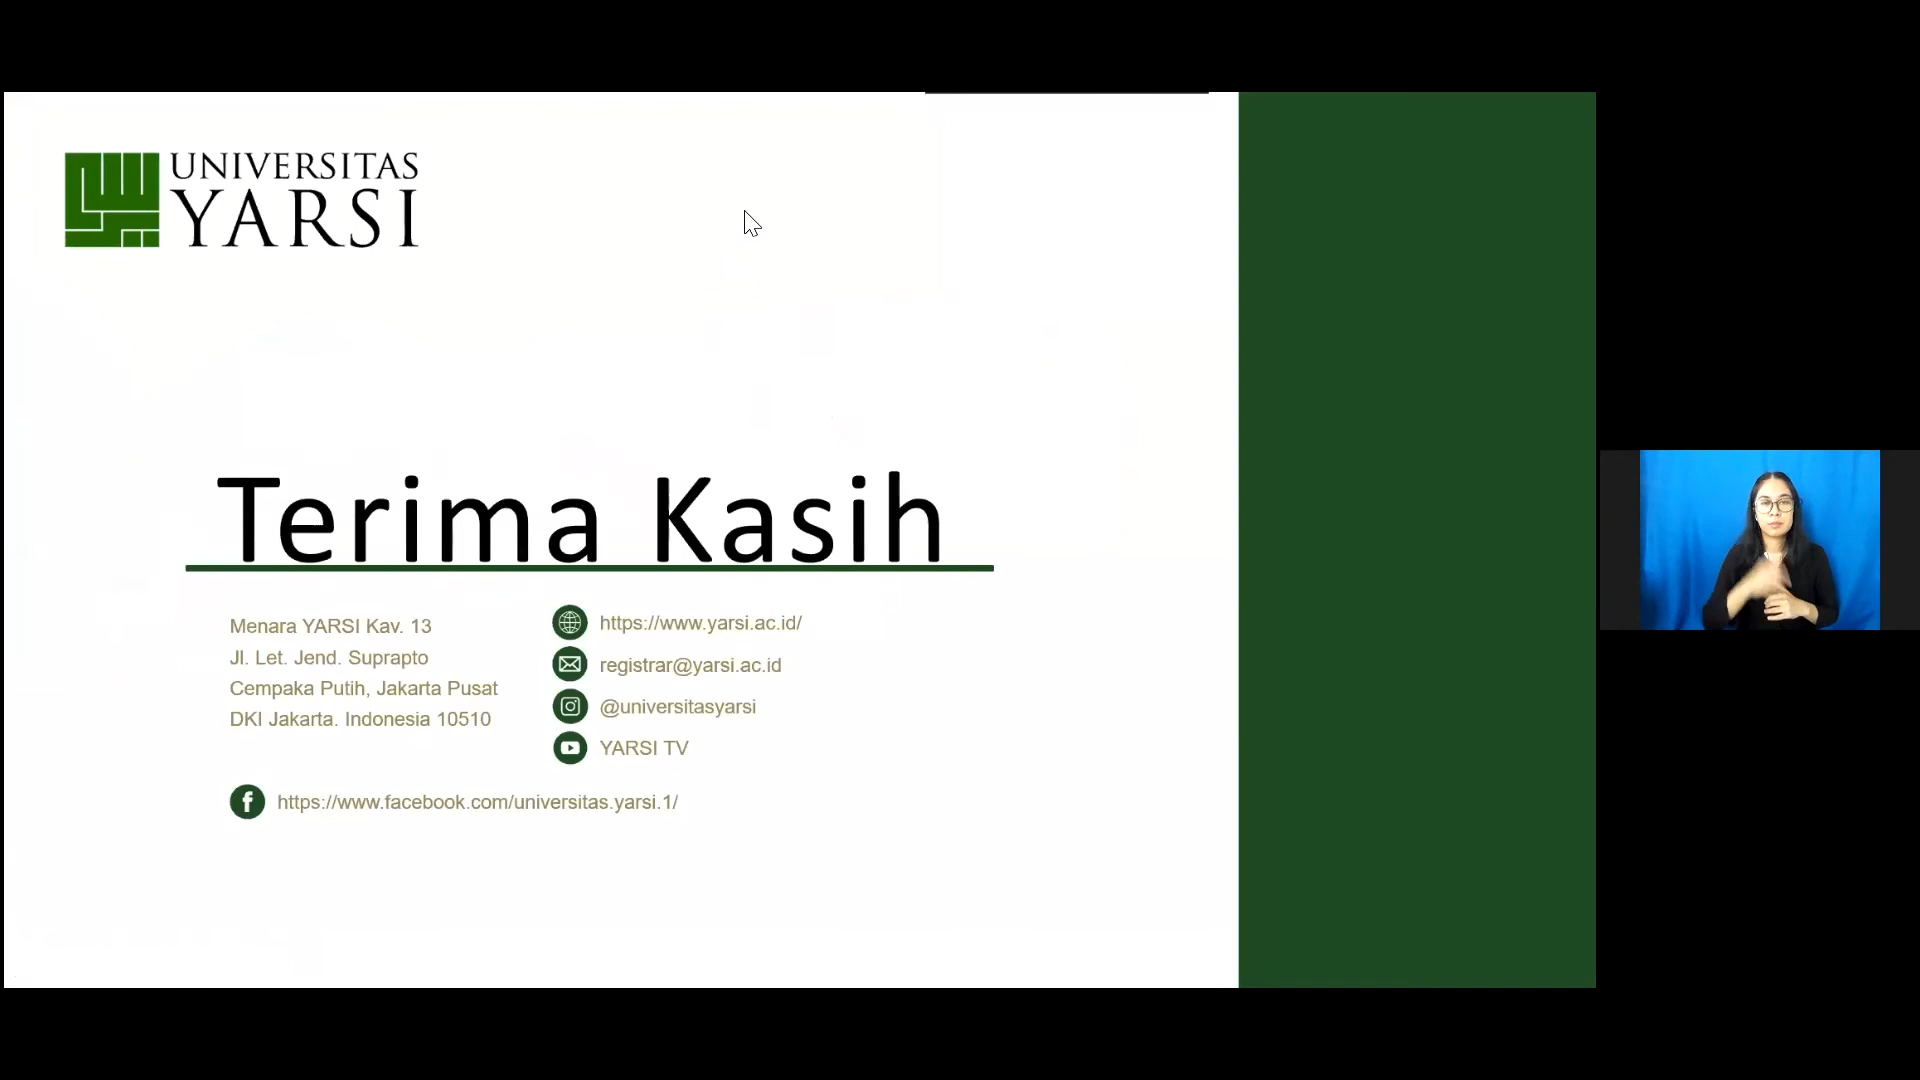 UNIVERSITAS
YARSI
Terima Kasih
Menara YARSI Kav. 13
Jl. Let. Jend. Suprapto
Cempaka Putih, Jakarta Pusat
DKI Jakarta. Indonesia 10510
https://www.yarsi.ac.id/
registrar@yarsi.ac.id
@universitasyarsi
YARSI TV
https://www.facebook.com/universitas.yarsi.1/